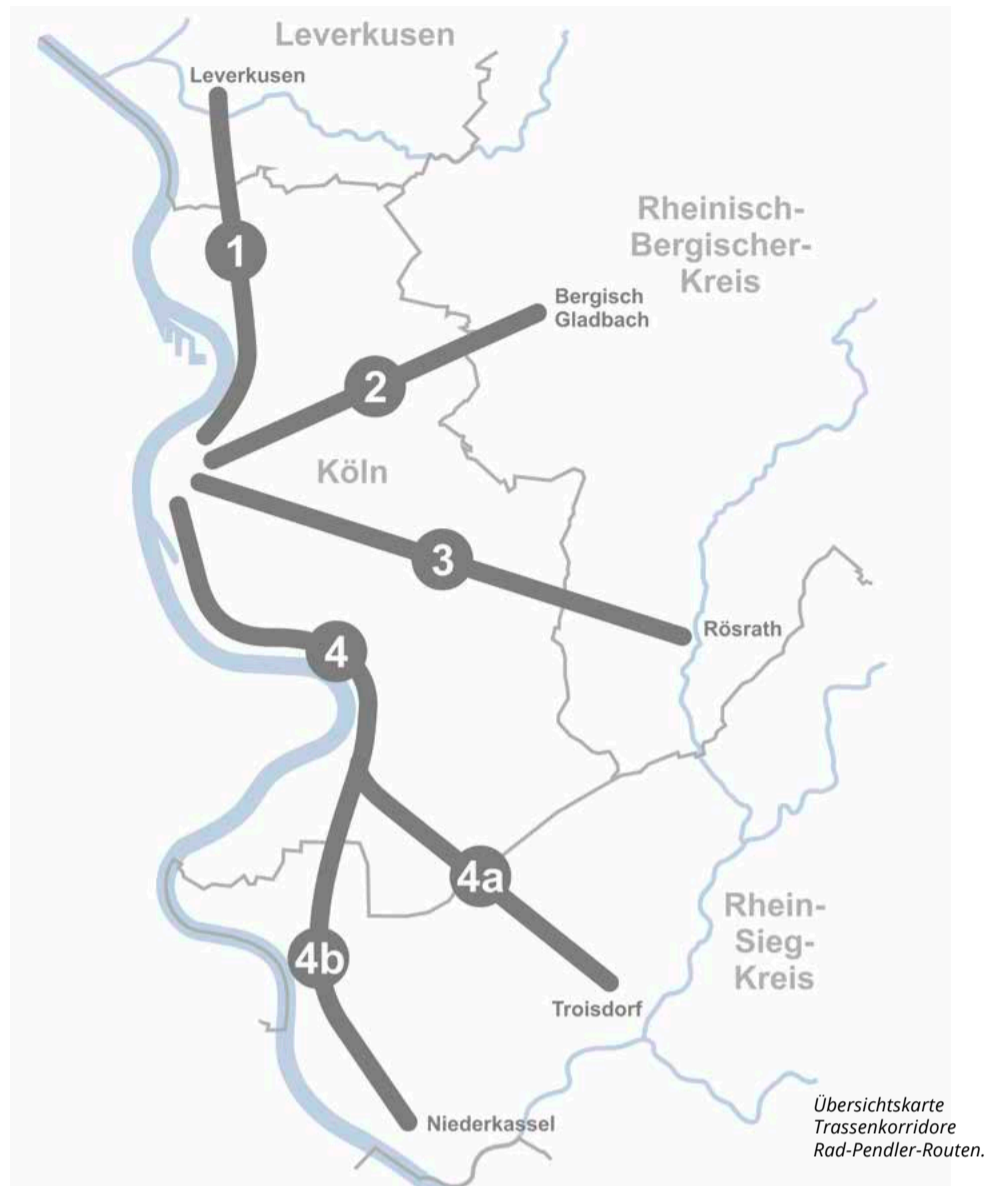 Leverkusen
Leverkusen
Rheinisch-
Bergischer-
Kreis
1
Bergisch
Gladbach
2
Köln
3
Rösrath
4
4a
Rhein-
Sieg-
Kreis
4b
Troisdorf
Niederkassel
Übersichtskarte
Trassenkorridore
Rad-Pendler-Routen.